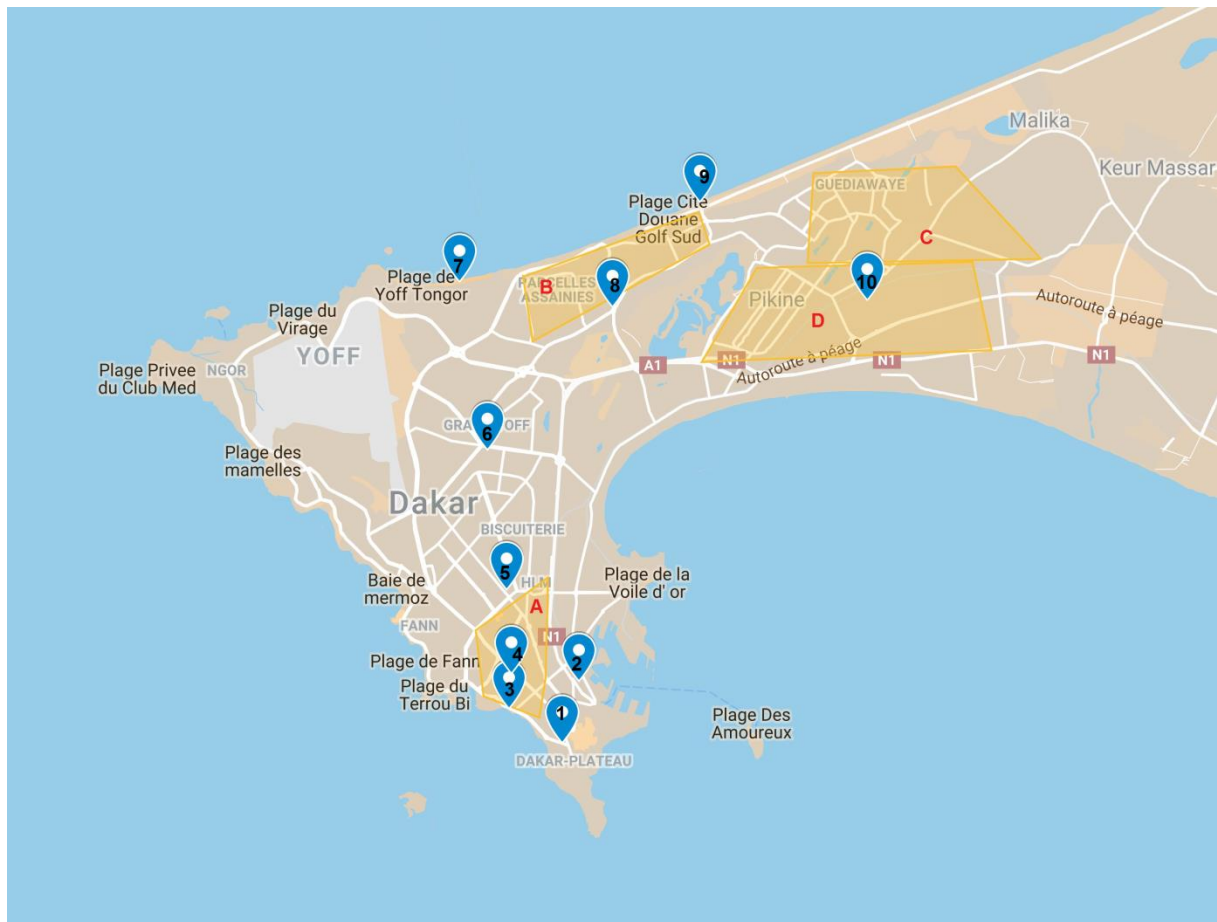 Malika
Keur Massar
GUEDIAWAYE
9
Plage Cité
Douane
Golf Sud
C
7
Plage de
Yoff Tongor
B
PARCELLES
ASSAINIES
8
10
Pikine
D
Autoroute à péage
Plage du
Virage
YOFF
NGOR
Plage Privee
du Club Med
A1
N1
Autoroute à péage
N1
N1
6
Plage des
mamelles
Dakar
BISCUITERIE
5
HLM
A
Plage de la
Voile d' or
Baie de
mermoz
FANN
N1
4
2
Plage de Fann
3
Plage du
Terrou Bi
1
Plage Des
Amoureux
DAKAR-PLATEAU